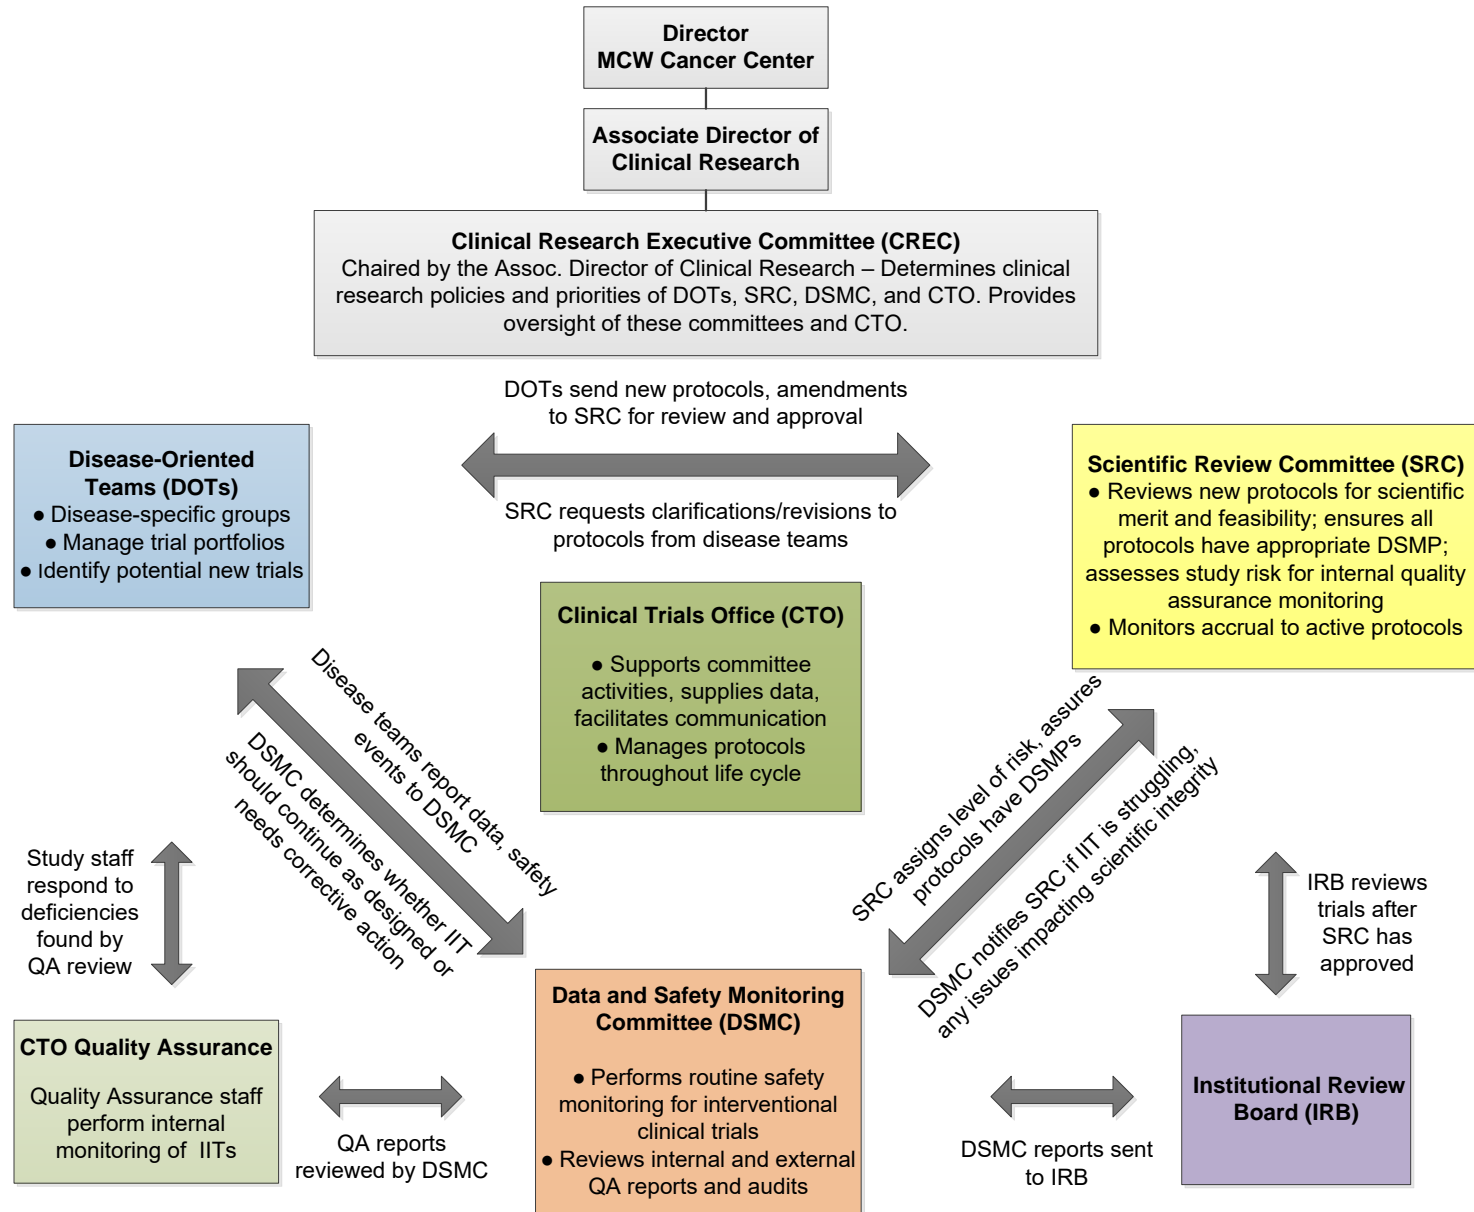 Director
MCW Cancer Center
Associate Director of
Clinical Research
Clinical Research Executive Committee (CREC)
Chaired by the Assoc. Director of Clinical Research – Determines clinical
research policies and priorities of DOTs, SRC, DSMC, and CTO. Provides
oversight of these committees and CTO.
DOTs send new protocols, amendments
to SRC for review and approval
SRC requests clarifications/revisions to
protocols from disease teams
Disease-Oriented
Teams (DOTs)
● Disease-specific groups
● Manage trial portfolios
● Identify potential new trials
Scientific Review Committee (SRC)
● Reviews new protocols for scientific
merit and feasibility; ensures all
protocols have appropriate DSMP;
assesses study risk for internal quality
assurance monitoring
● Monitors accrual to active protocols
Clinical Trials Office (CTO)
● Supports committee
activities, supplies data,
facilitates communication
● Manages protocols
throughout life cycle
Disease teams report data, safety
events to DSMC
DSMC determines whether IIT
should continue as designed or
needs corrective action
SRC assigns level of risk, assures
protocols have DSMPs
DSMC notifies SRC if IIT is struggling,
any issues impacting scientific integrity
Study staff
respond to
deficiencies
found by
QA review
IRB reviews
trials after
SRC has
approved
CTO Quality Assurance
Quality Assurance staff
perform internal
monitoring of  IITs
QA reports
reviewed by DSMC
Data and Safety Monitoring
Committee (DSMC)
● Performs routine safety
monitoring for interventional
clinical trials
● Reviews internal and external
QA reports and audits
DSMC reports sent
to IRB
Institutional Review
Board (IRB)